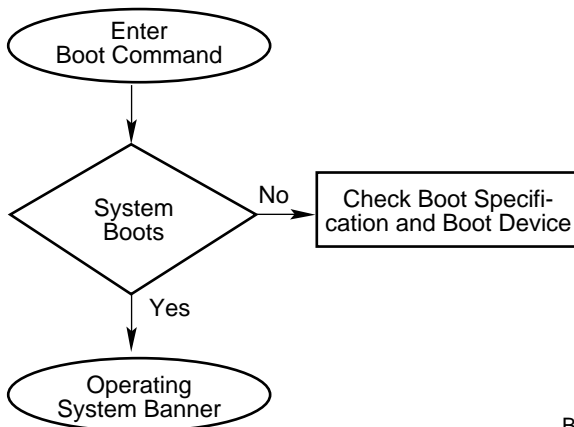 Enter
Boot Command
System
Boots
No
Check Boot Specifi-
cation and Boot Device
Yes
Operating
System Banner
B